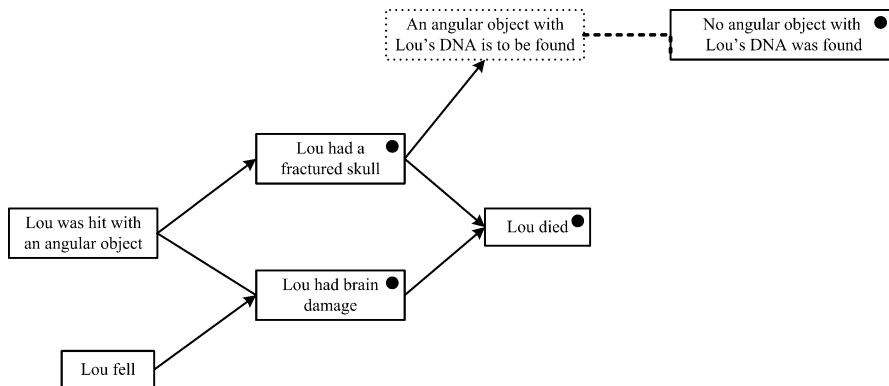 An angular object with
Lou's DNA is to be found
No angular object with
Lou's DNA was found
Lou had a
fractured skull
Lou was hit with
an angular object
Lou died
Lou had brain
damage
Lou fell